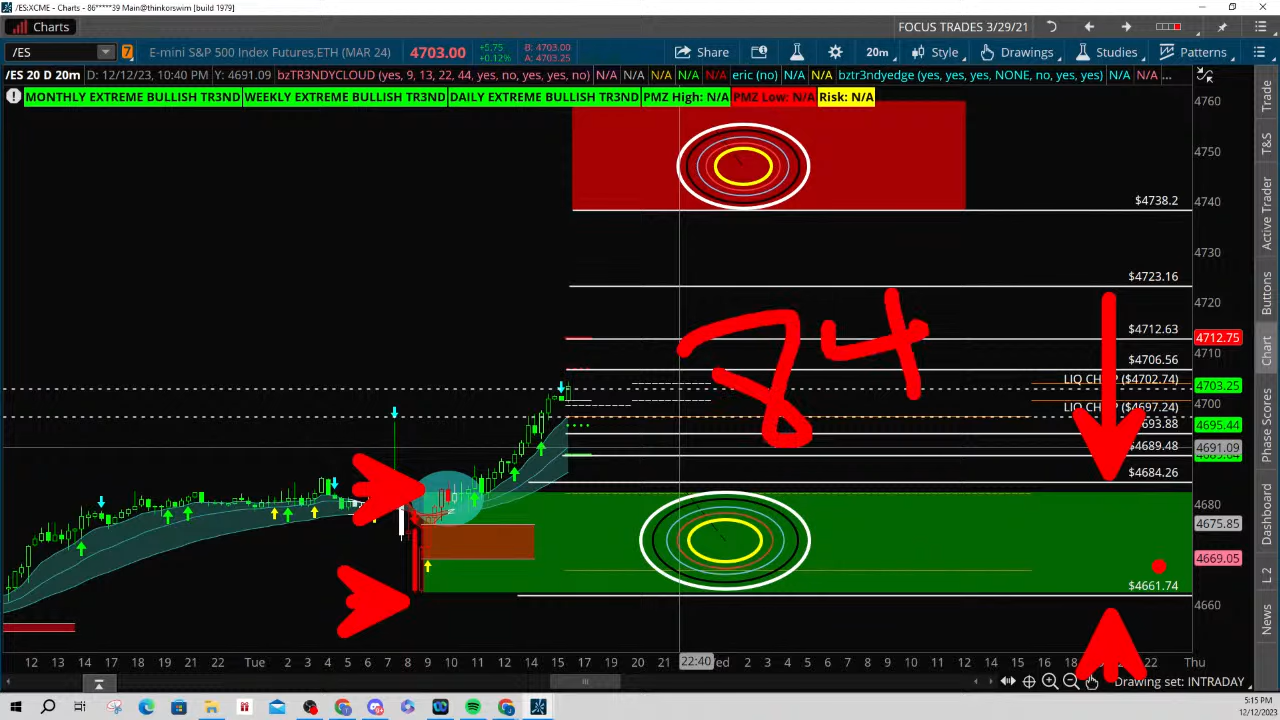 /ES:XCME - Charts - 86*****39 Main@thinkorswim [build 1979]
Charts
FOCUS TRADES 3/29/21
/ES
7
E-mini S&P 500 Index Futures,ETH (MAR 24)
4703.00
+5.75
+0.12%
B: 4703.00
A: 4703.25
Share
20m
Style
Drawings
Studies
Patterns
/ES 20 D 20m
D: 12/12/23, 10:40 PM
Y: 4691.09
bzTR3NDYCLOUD (yes, 9, 13, 22, 44, yes, no, yes, yes, no)
N/A
N/A
N/A
N/A
N/A
eric (no)
N/A
N/A
bztr3ndyedge (yes, yes, yes, NONE, no, yes, yes)
N/A
N/A
...
MONTHLY EXTREME BULLISH TR3ND
WEEKLY EXTREME BULLISH TR3ND
DAILY EXTREME BULLISH TR3ND
PMZ High: N/A
PMZ Low: N/A
Risk: N/A
4760
4750
4740
$4738.2
4730
$4723.16
4720
84
$4712.63
4712.75
4710
$4706.56
LIQ CH P ($4702.74)
4703.25
4700
LIQ CH P ($4697.24)
693.88
4695.44
$4689.48
4691.09
$4684.26
4680
4675.85
4669.05
$4661.74
4660
12 13 14 15 17 18 19 20 21 22 Tue 2 3 4 5 6 7 8 9 10 11 12 13 14 15 16 17 18 19 20 21 22:40 ed 2 3 4 5 6 7 8 9 10 11 12 13 14 15 17 18 19 22 Thu
Drawing set: INTRADAY
Trade
T&S
Active Trader
Buttons
Chart
Phase Scores
Dashboard
L 2
News
5:15 PM
12/12/2023